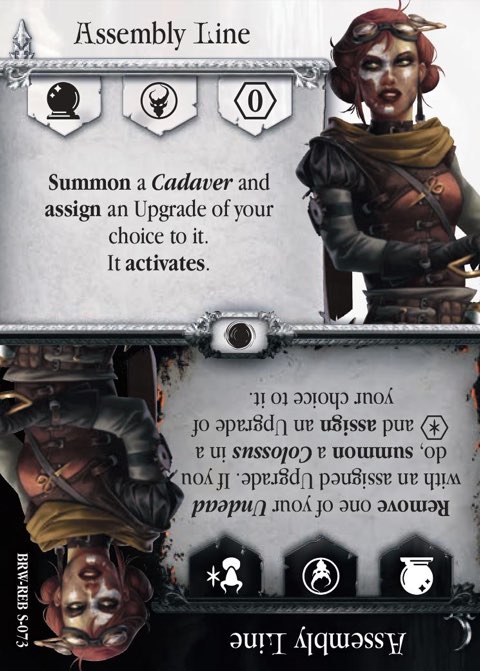 Assembly Line
0
Summon a Cadaver and
assign an Upgrade of your
choice to it.
It activates.
Assembly Line
Remove one of your Undead
with an assigned Upgrade. If you
do, summon a Colossus in a
and assign an Upgrade of
your choice to it.
BRW-REB S-073